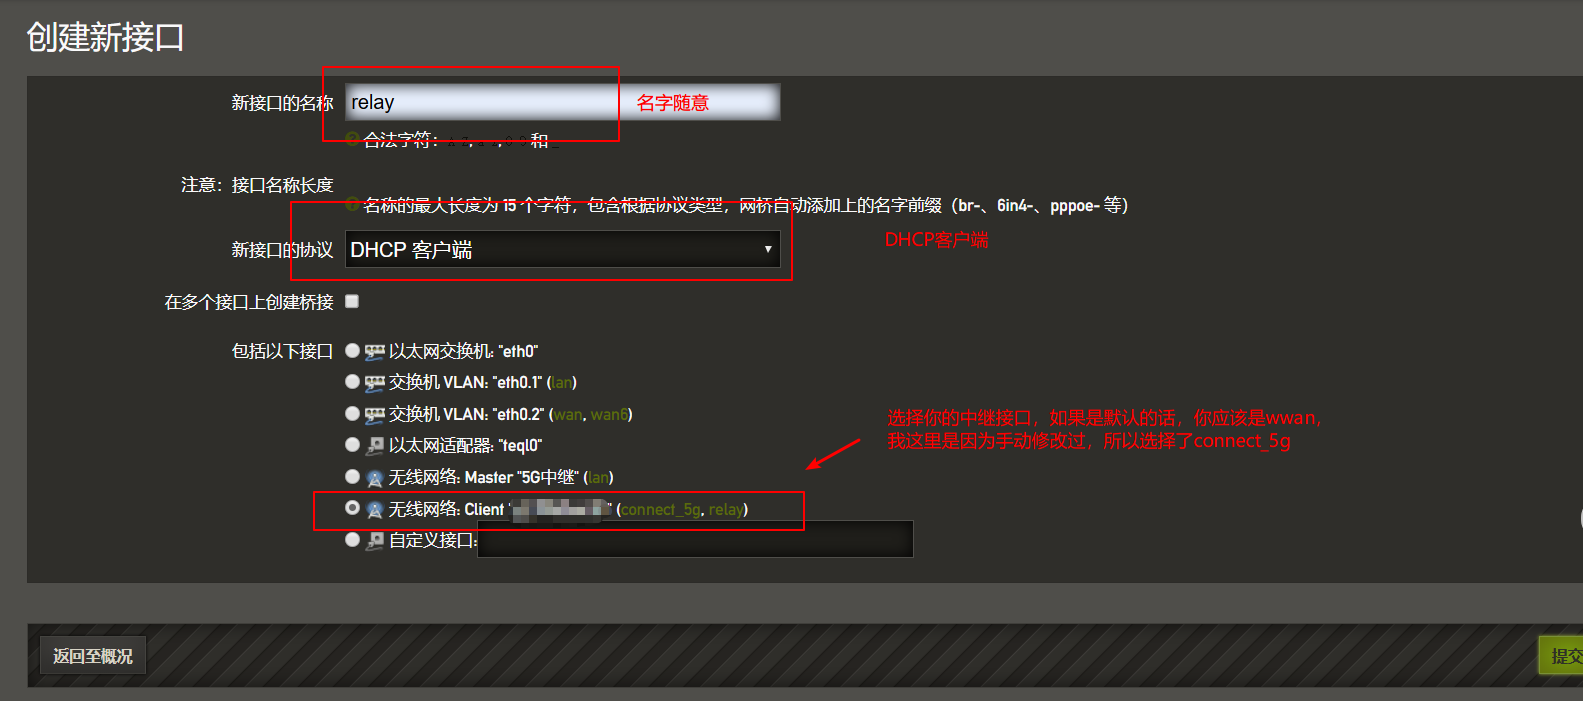 创建新接口
新接口的名称 relay 名字随意
合法字符： A-Z, a-z, 0-9 和 _
注意：接口名称长度
名称的最大长度为 15 个字符，包含根据协议类型，网桥自动添加上的名字前缀（br-、6in4-、pppoe- 等）
新接口的协议 DHCP 客户端 DHCP客户端
在多个接口上创建桥接
包括以下接口 以太网交换机: "eth0"
交换机 VLAN: "eth0.1" (lan)
交换机 VLAN: "eth0.2" (wan, wan6)
选择你的中继接口，如果是默认的话，你应该是wwan，
我这里是因为手动修改过，所以选择了connect_5g
以太网适配器: "teql0"
无线网络: Master "5G中继" (lan)
无线网络: Client " " (connect_5g, relay)
自定义接口:
返回至概况 提交